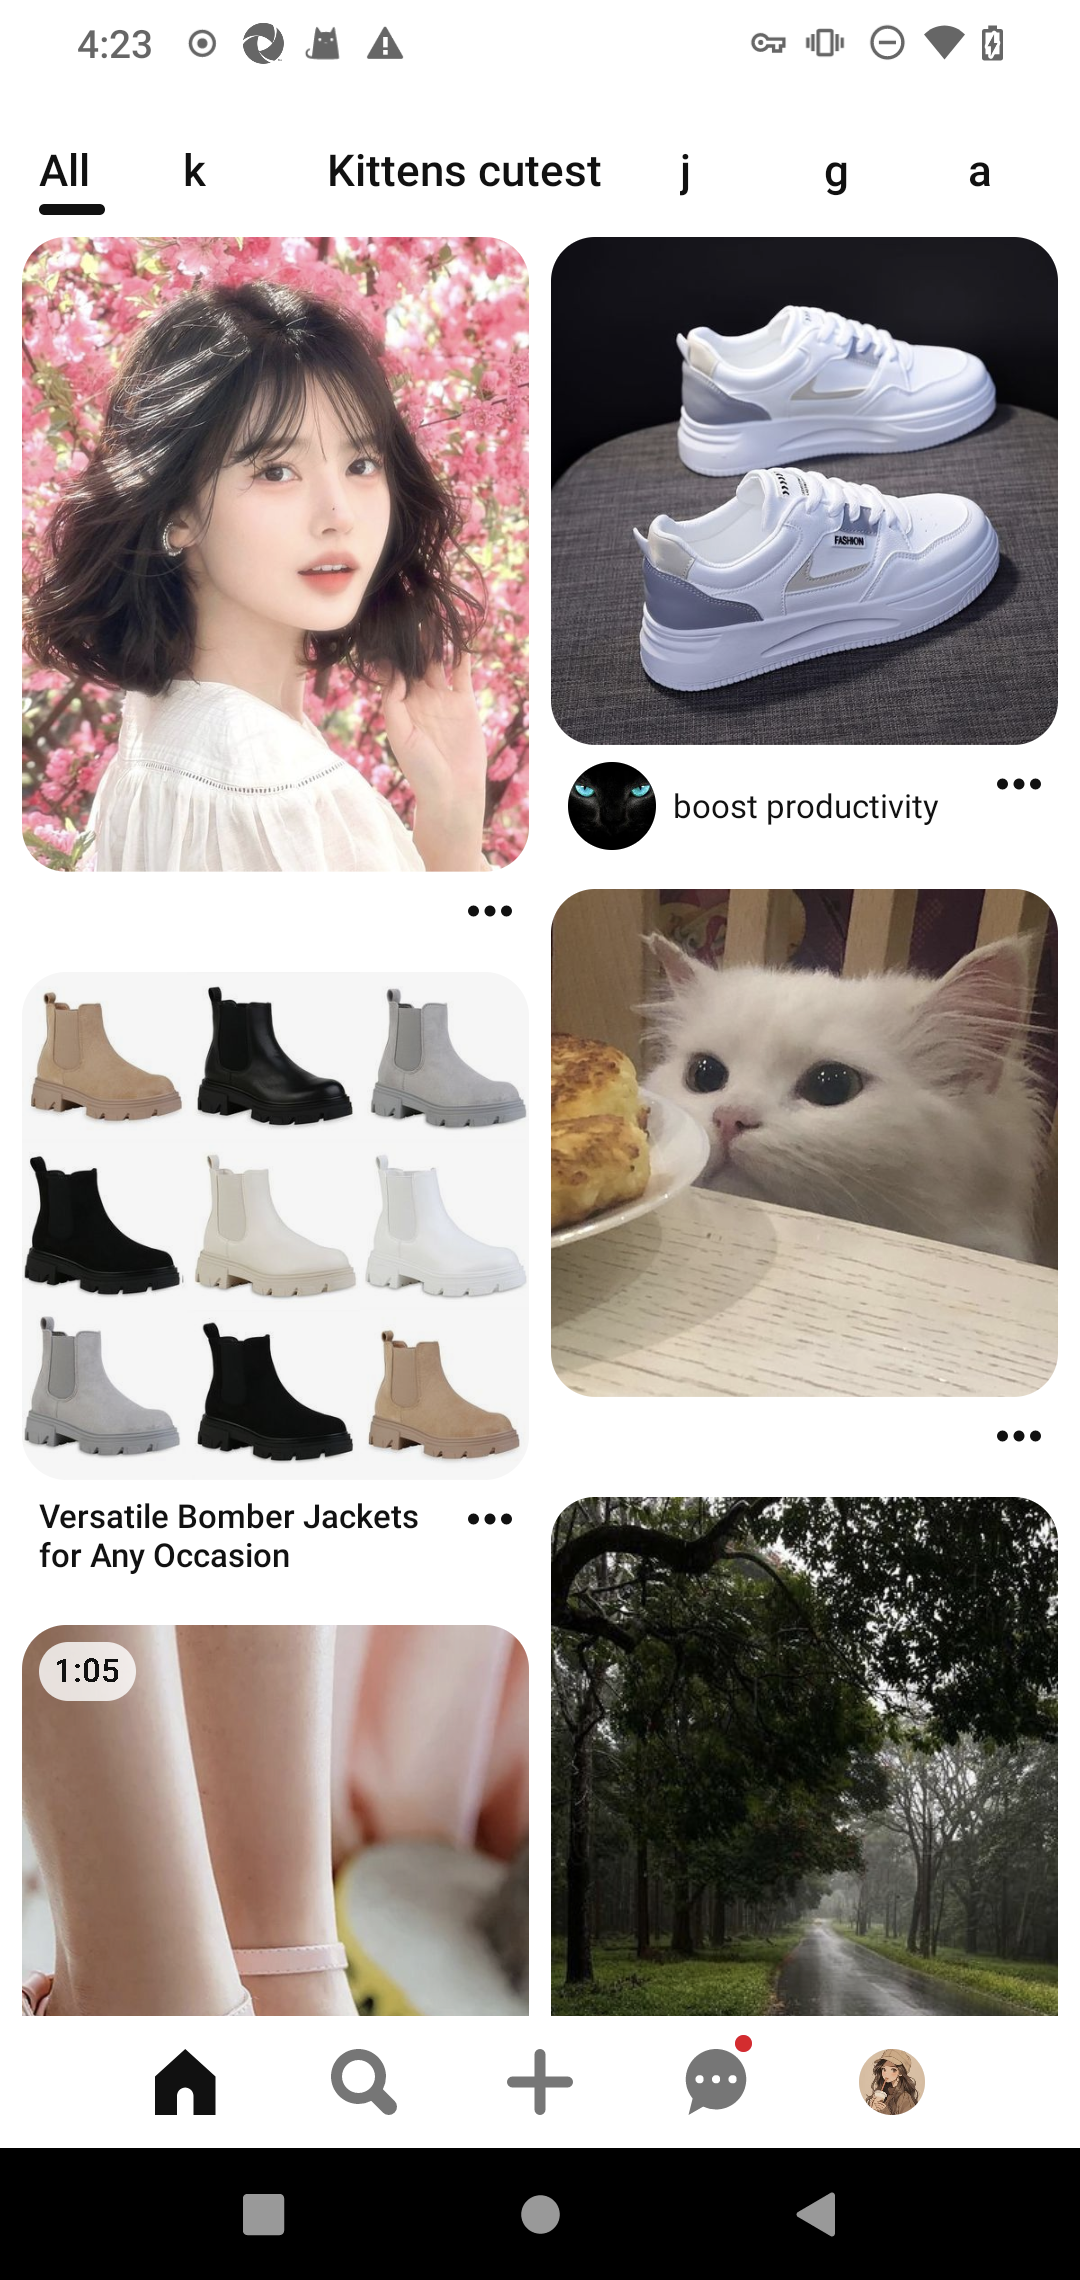 4:23
All k Kittens cutest j g a
FASHION
boost productivity
Versatile Bomber Jackets
for Any Occasion
1:05